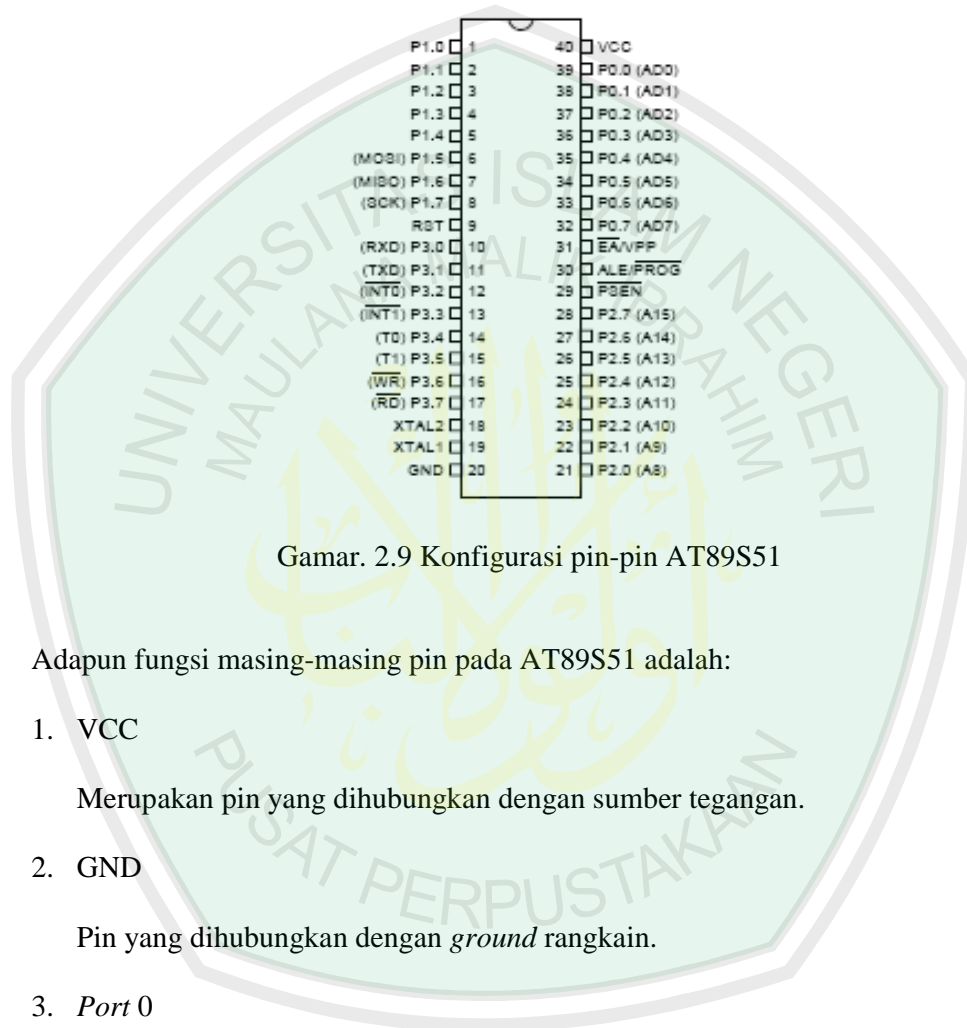 P1.0 1 40 VCC
P1.1 2 39 P0.0 (AD0)
P1.2 3 38 P0.1 (AD1)
P1.3 4 37 P0.2 (AD2)
P1.4 5 36 P0.3 (AD3)
(MOSI) P1.5 6 35 P0.4 (AD4)
(MISO) P1.6 7 34 P0.5 (AD5)
(SCK) P1.7 8 33 P0.6 (AD6)
RST 9 32 P0.7 (AD7)
(RXD) P3.0 10 31 EA/VPP
(TXD) P3.1 11 30 ALE/PROG
(INT0) P3.2 12 29 PSEN
(INT1) P3.3 13 28 P2.7 (A15)
(T0) P3.4 14 27 P2.6 (A14)
(T1) P3.5 15 26 P2.5 (A13)
(WR) P3.6 16 25 P2.4 (A12)
(RD) P3.7 17 24 P2.3 (A11)
XTAL2 18 23 P2.2 (A10)
XTAL1 19 22 P2.1 (A9)
GND 20 21 P2.0 (A8)
UNIVERSITAS ISLAM NEGERI
MAULANA MALIK IBRAHIM
Gamar. 2.9 Konfigurasi pin-pin AT89S51
Adapun fungsi masing-masing pin pada AT89S51 adalah:
1. VCC
Merupakan pin yang dihubungkan dengan sumber tegangan.
2. GND
Pin yang dihubungkan dengan ground rangkain.
3. Port 0
PUSAT PERPUSTAKAAN